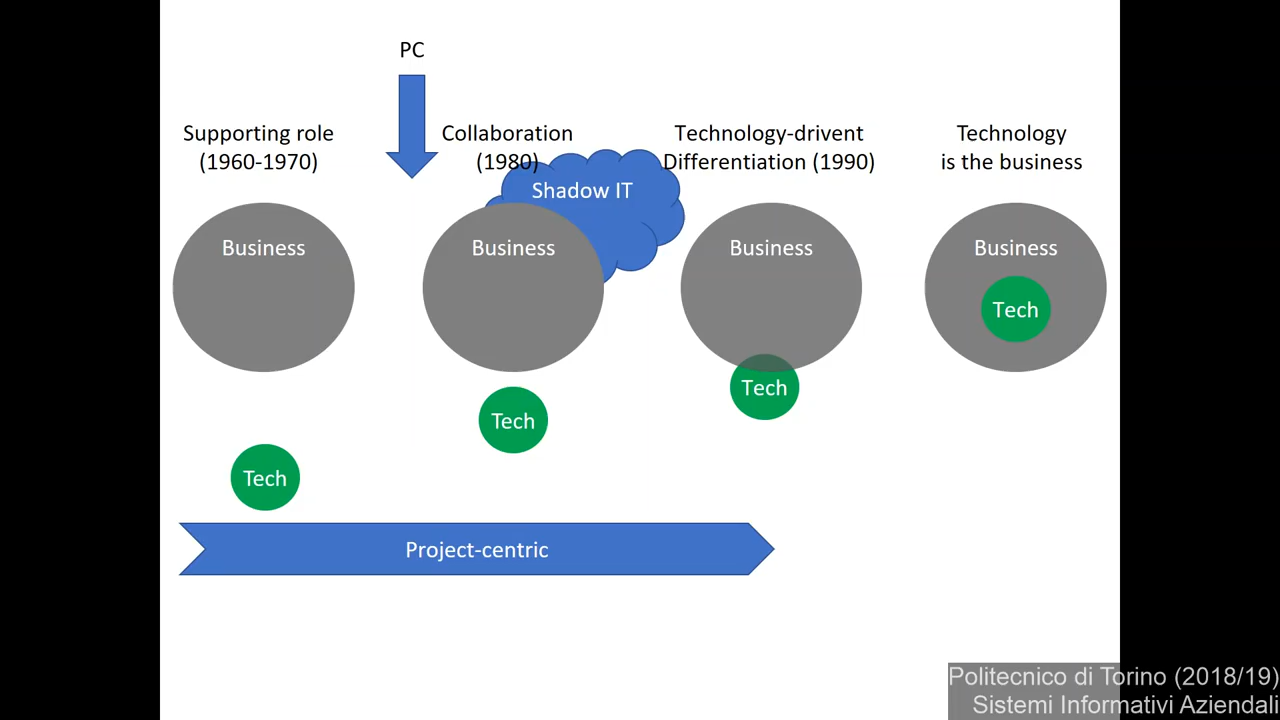 PC
Supporting role
(1960-1970)
Collaboration
(1980)
Technology-drivent
Differentiation (1990)
Technology
is the business
Shadow IT
Business
Business
Business
Business
Tech
Tech
Tech
Tech
Project-centric
Politecnico di Torino (2018/19)
Sistemi Informativi Aziendali